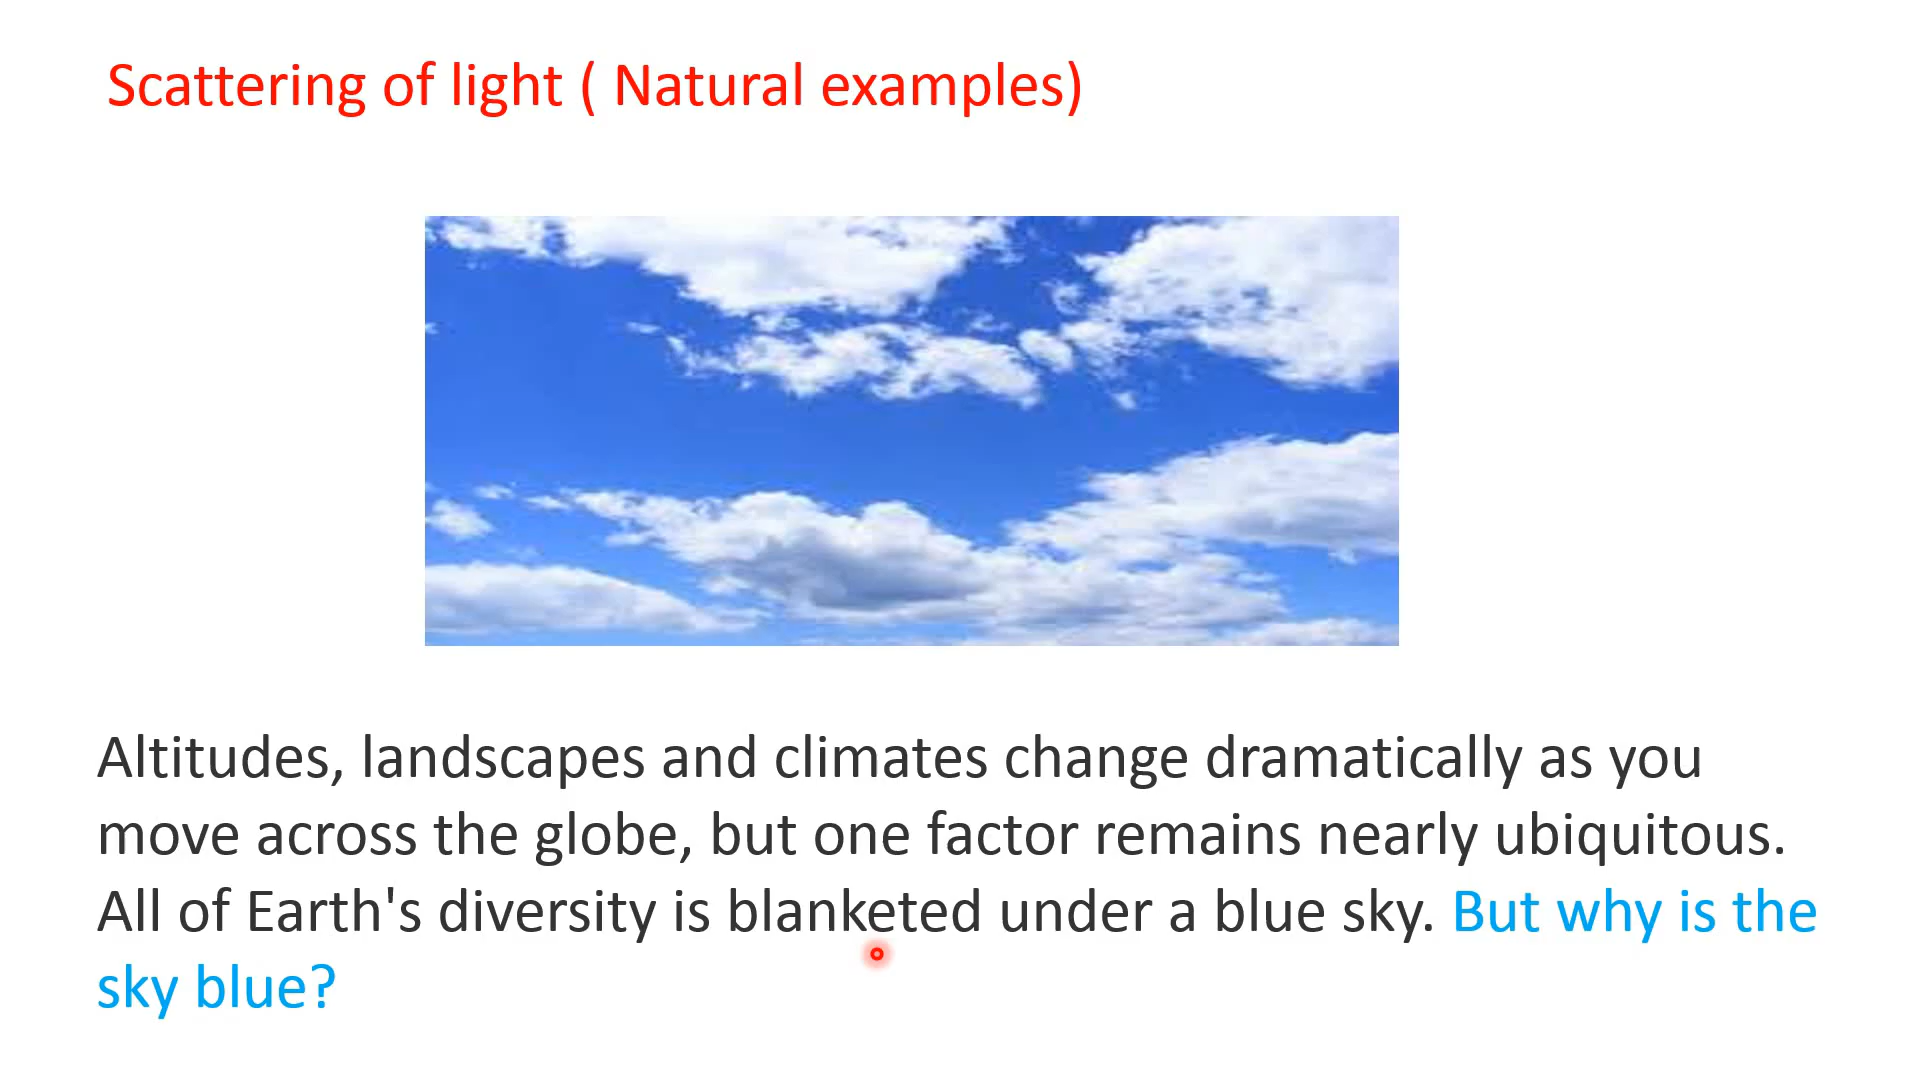 Scattering of light ( Natural examples)
Altitudes, landscapes and climates change dramatically as you
move across the globe, but one factor remains nearly ubiquitous.
All of Earth's diversity is blanketed under a blue sky. But why is the
sky blue?